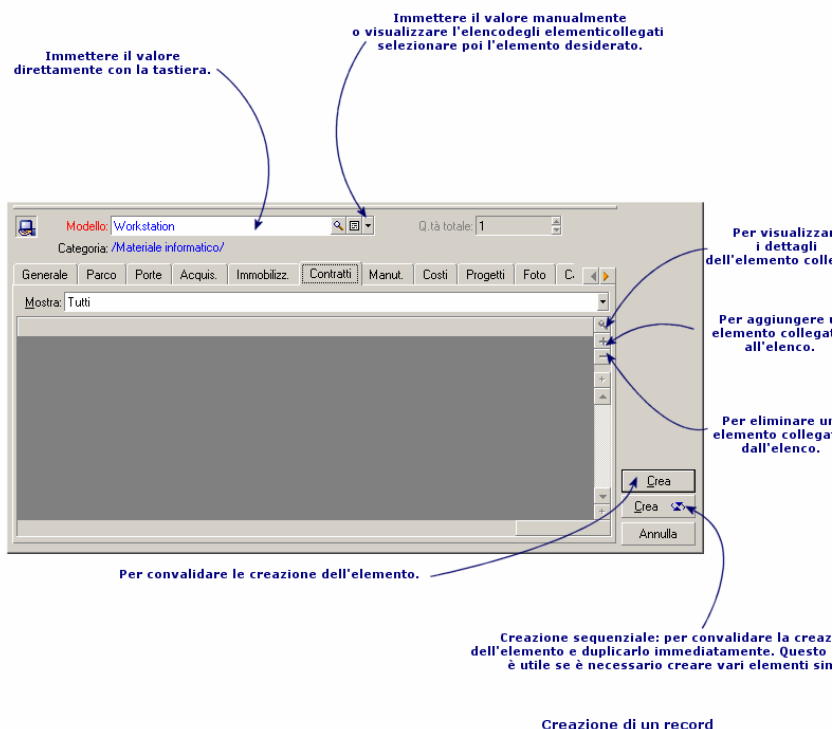 Immettere il valore manualmente
o visualizzare l'elencodegli elementicollegati
selezionare poi l'elemento desiderato.
Immettere il valore
direttamente con la tastiera.
Modello: Workstation
Q.tà totale: 1
Categoria: /Materiale informatico/
Generale Parco Porte Acquis. Immobilizz. Contratti Manut. Costi Progetti Foto
Mostra: Tutti
Per visualizzar
i dettagli
dell'elemento colle
Per aggiungere u
elemento collegat
all'elenco.
Per eliminare un
elemento collegat
dall'elenco.
Crea
Crea
Annulla
Per convalidare le creazione dell'elemento.
Creazione sequenziale: per convalidare la creaz
dell'elemento e duplicarlo immediatamente. Questo
è utile se è necessario creare vari elementi sim
Creazione di un record